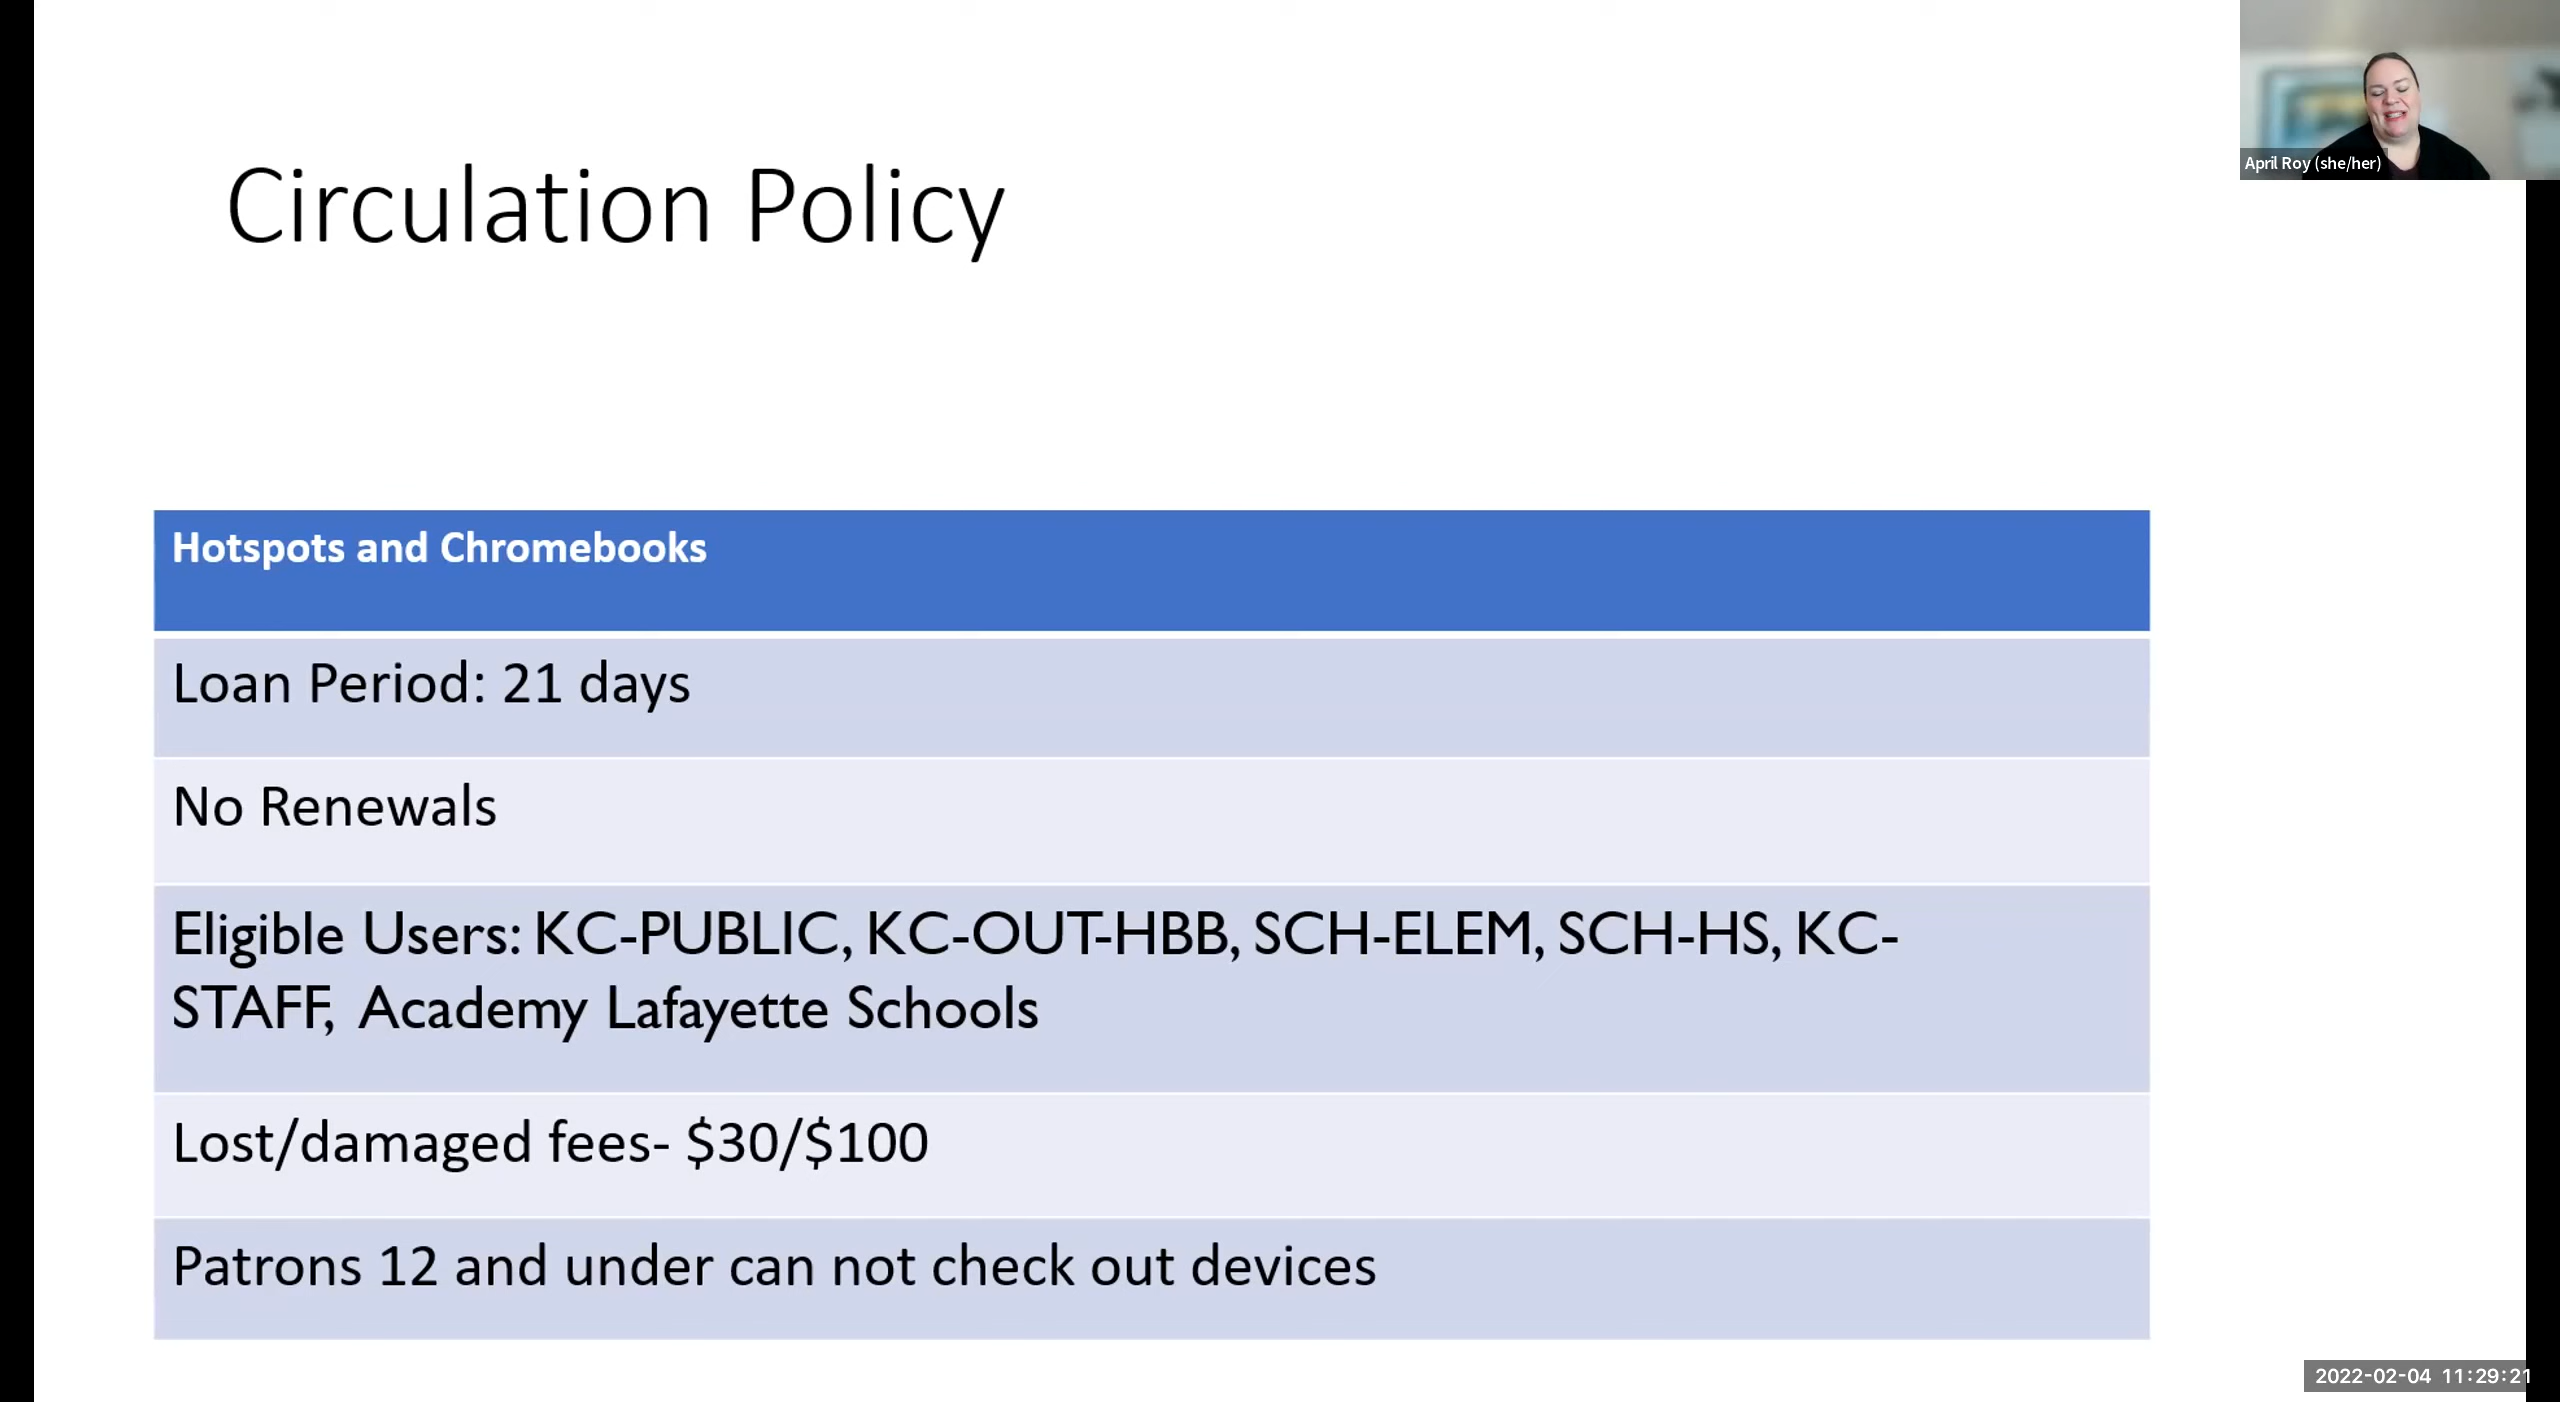 April Roy (she/her)
Circulation Policy
Hotspots and Chromebooks
Loan Period: 21 days
No Renewals
Eligible Users: KC-PUBLIC, KC-OUT-HBB, SCH-ELEM, SCH-HS, KC-
STAFF, Academy Lafayette Schools
Lost/damaged fees- $30/$100
Patrons 12 and under can not check out devices
2022-02-04 11:29:21